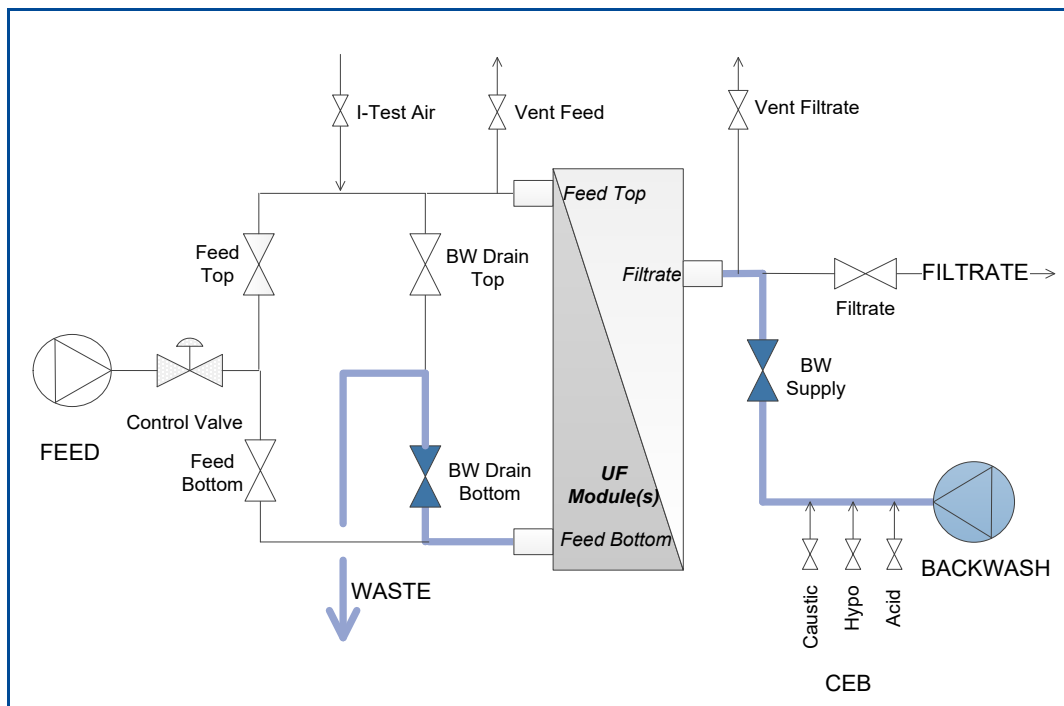 I-Test Air
Vent Feed
Vent Filtrate
Feed Top
Feed
Top
BW Drain
Top
Filtrate
FILTRATE
Filtrate
BW
Supply
Control Valve
FEED
Feed
Bottom
BW Drain
Bottom
UF
Module(s)
Feed Bottom
WASTE
BACKWASH
Caustic
Hypo
Acid
CEB